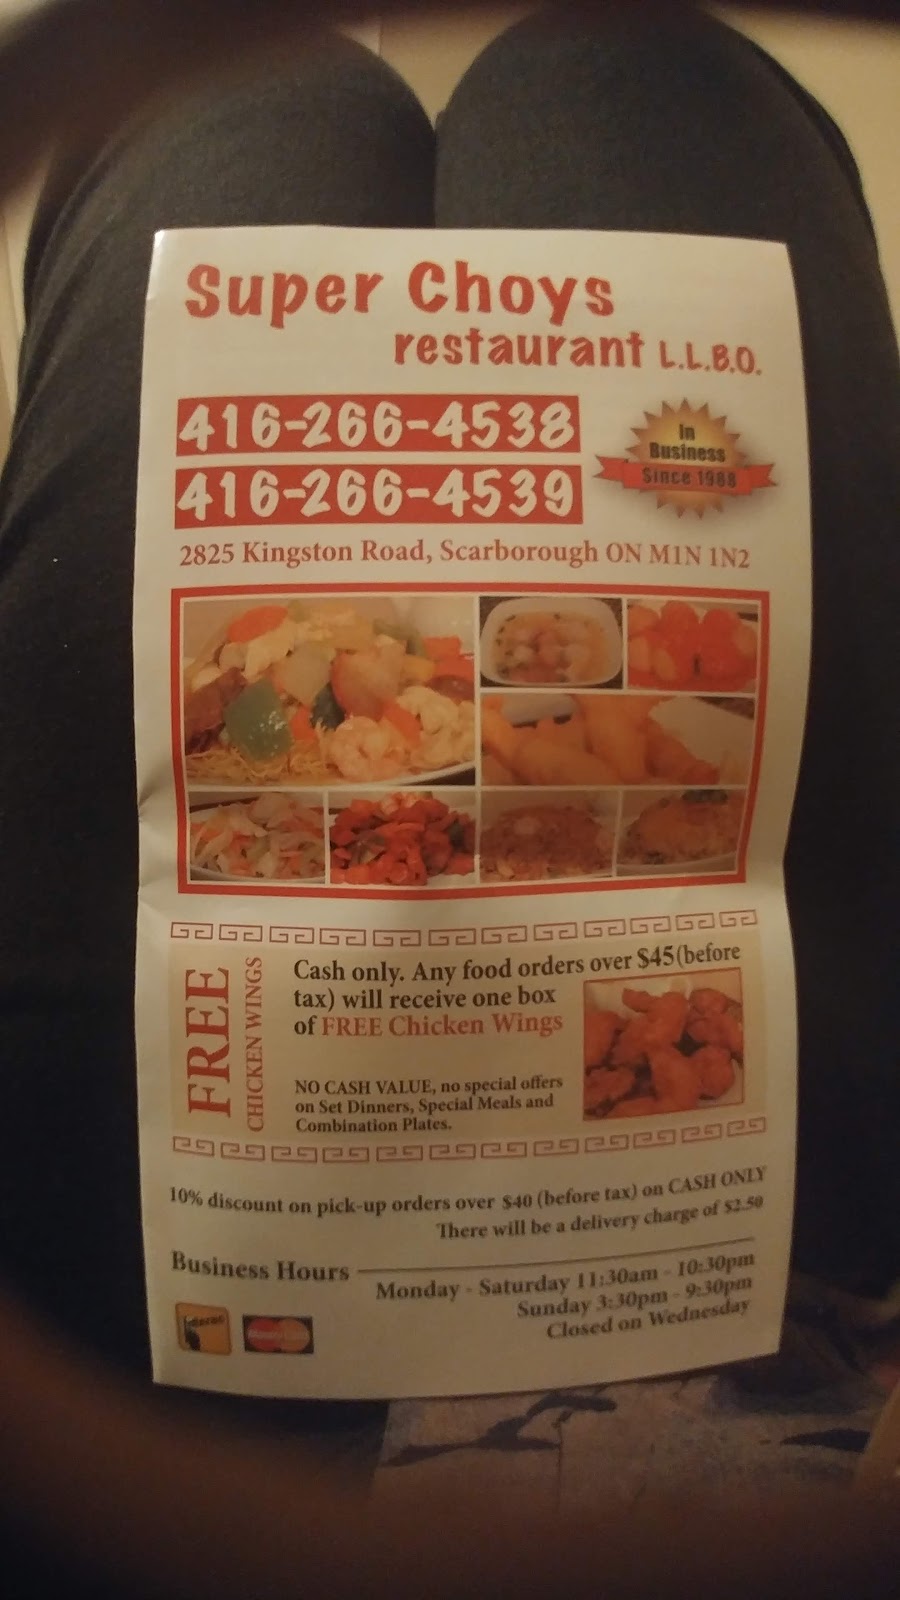 Super Choys
restaurant L.L.B.O.
416-266-4538
416-266-4539
In
Business
Since 1988
2825 Kingston Road, Scarborough ON M1N 1N2
FREE
CHICKEN WINGS
Cash only. Any food orders over $45(before
tax) will receive one box
of FREE Chicken Wings
NO CASH VALUE, no special offers
on Set Dinners, Special Meals and
Combination Plates.
10% discount on pick-up orders over $40 (before tax) on CASH ONLY
There will be a delivery charge of $2.50
Business Hours
Monday - Saturday 11:30am - 10:30pm
Sunday 3:30pm - 9:30pm
Closed on Wednesday
Interac
MasterCard